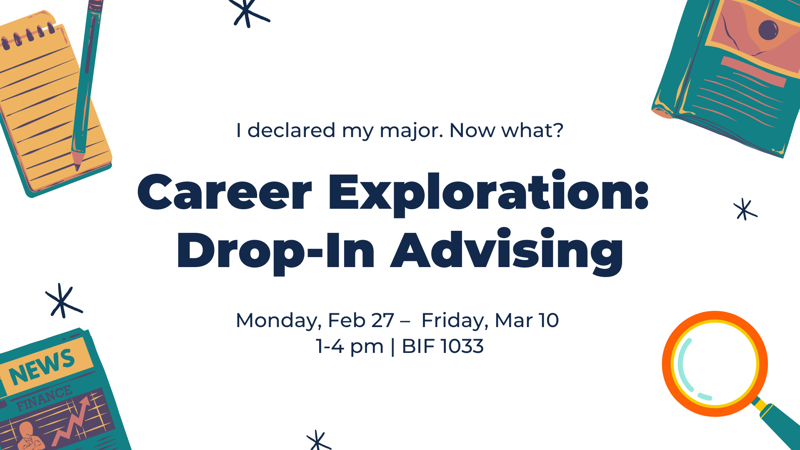 I declared my major. Now what?
Career Exploration:
Drop-In Advising
Monday, Feb 27 – Friday, Mar 10
1-4 pm | BIF 1033
NEWS
FINANCE